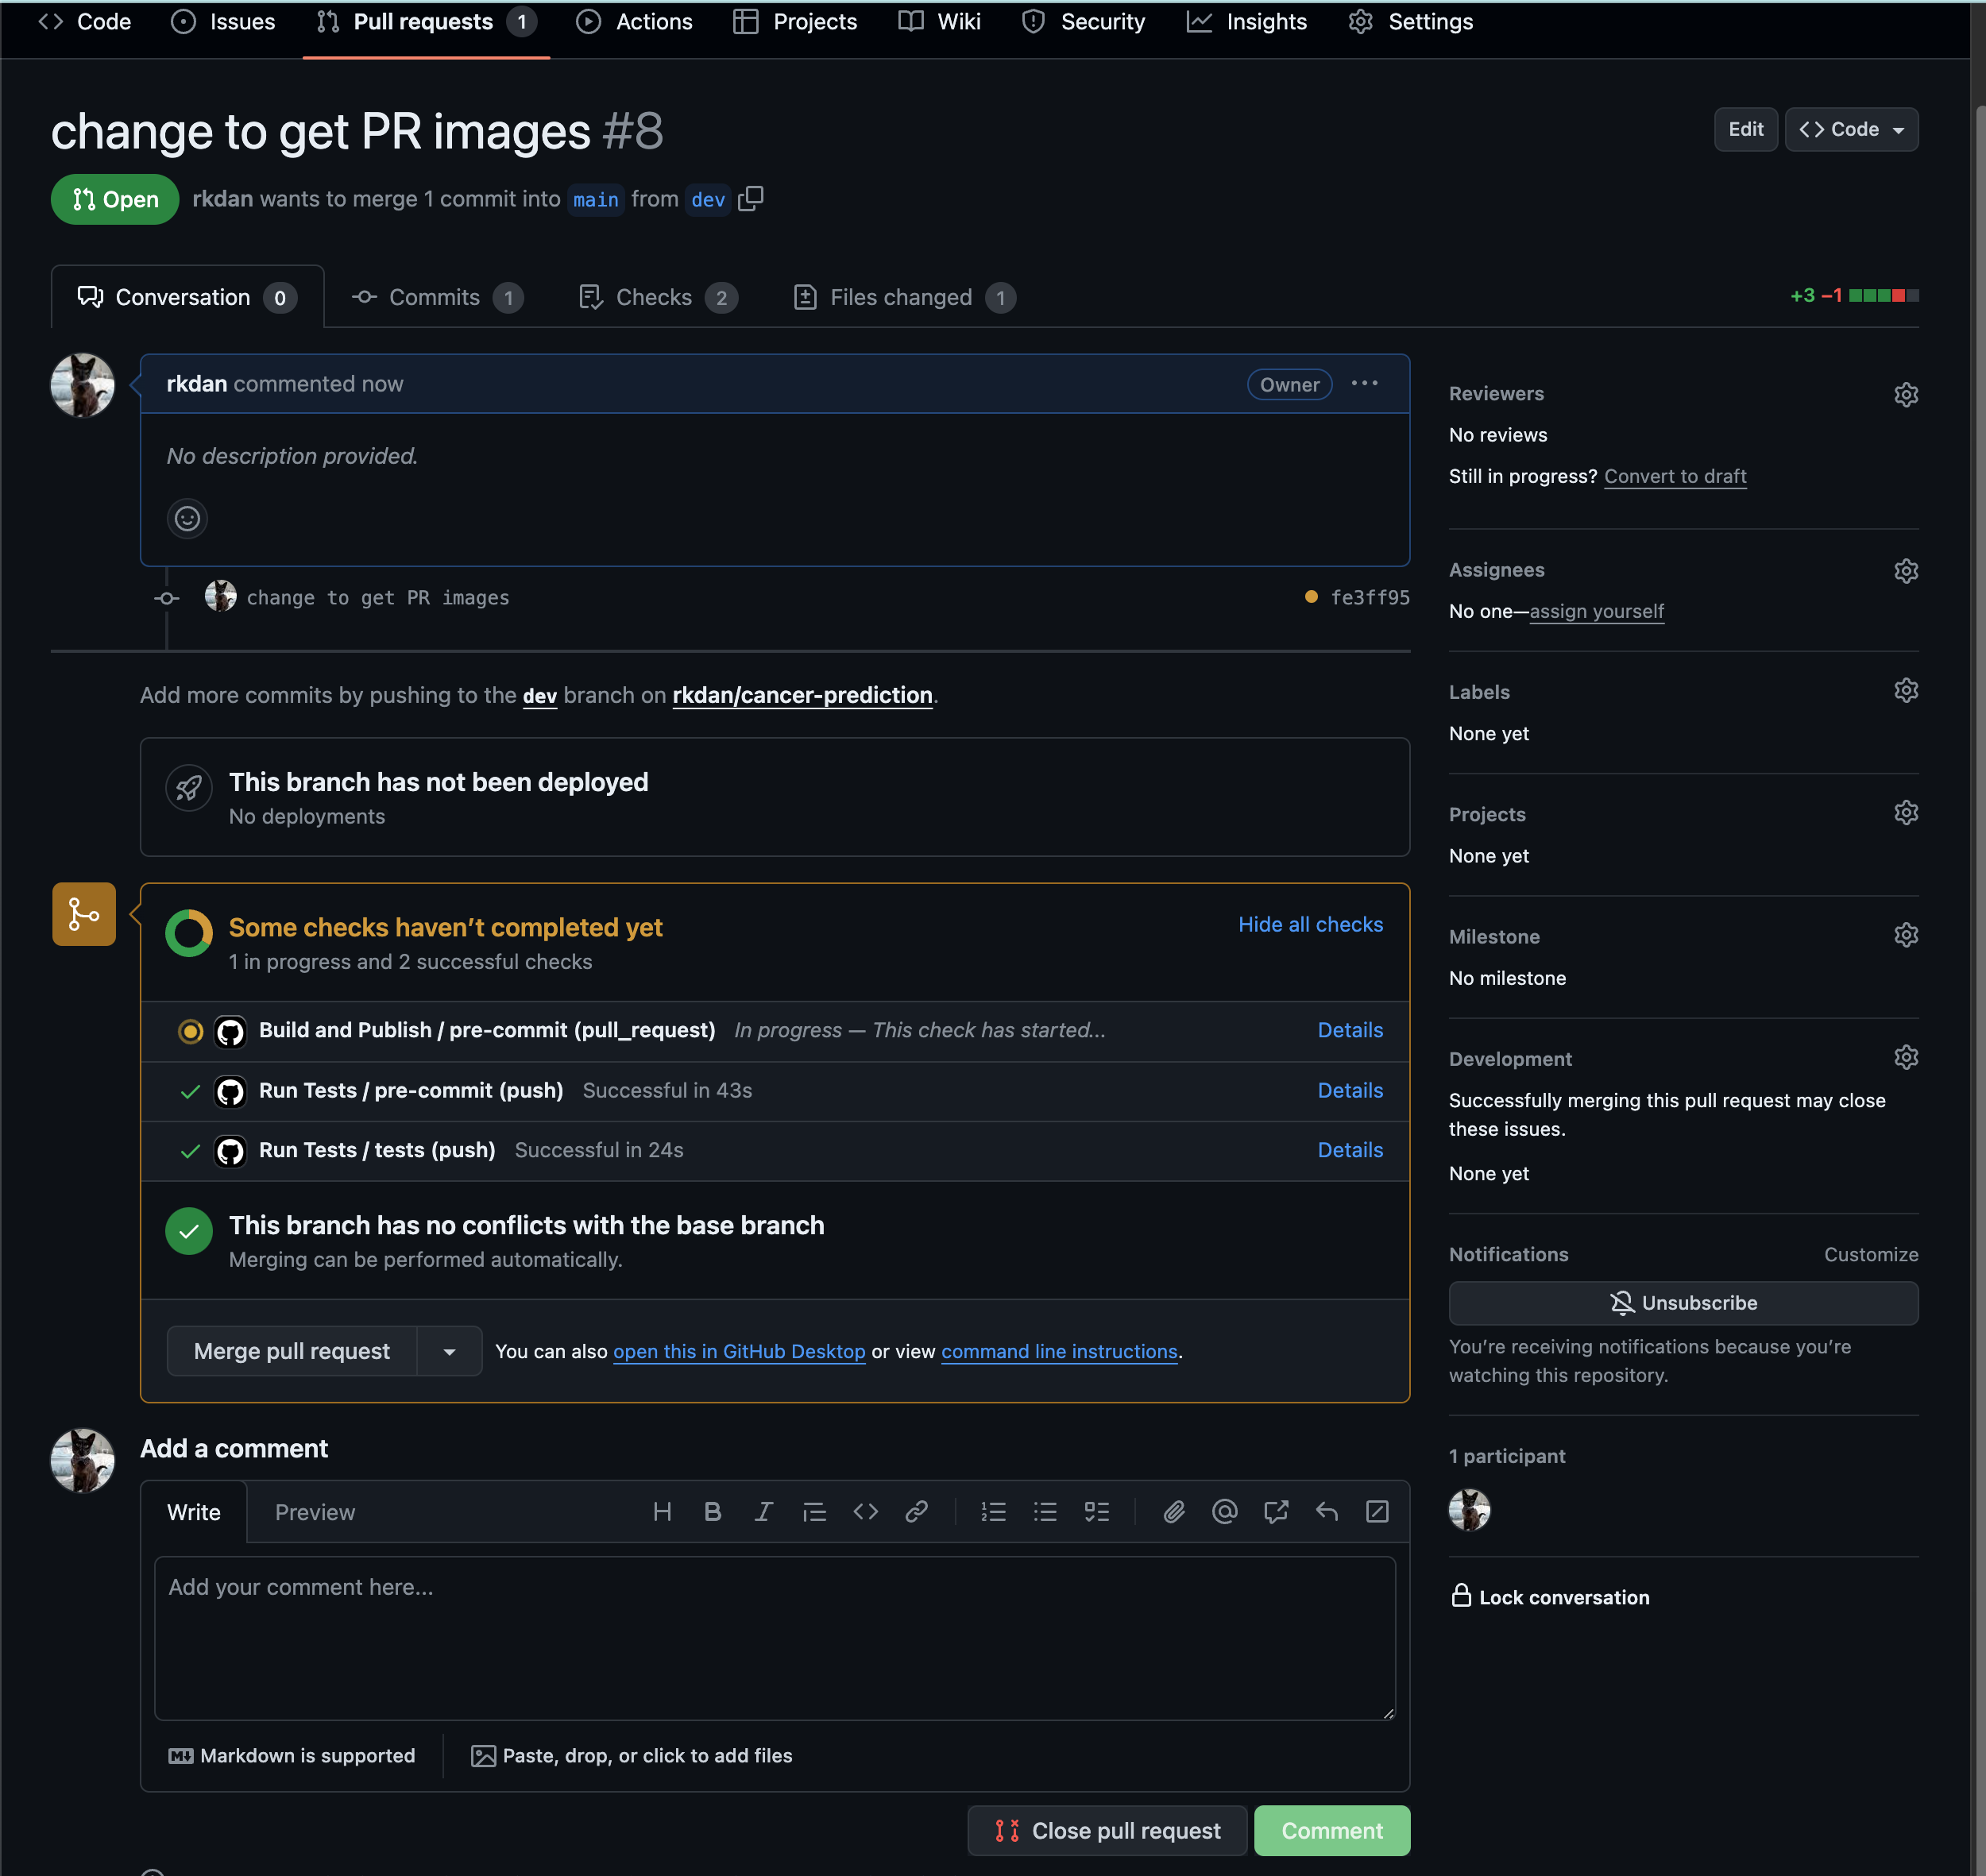 Code Issues Pull requests 1 Actions Projects Wiki Security Insights Settings
change to get PR images #8
Edit Code
Open rkdan wants to merge 1 commit into main from dev
Conversation 0 Commits 1 Checks 2 Files changed 1
+3 −1
rkdan commented now
Owner
No description provided.
change to get PR images fe3ff95
Add more commits by pushing to the dev branch on rkdan/cancer-prediction.
This branch has not been deployed
No deployments
Some checks haven’t completed yet
Hide all checks
1 in progress and 2 successful checks
Build and Publish / pre-commit (pull_request) In progress — This check has started... Details
Run Tests / pre-commit (push) Successful in 43s Details
Run Tests / tests (push) Successful in 24s Details
This branch has no conflicts with the base branch
Merging can be performed automatically.
Merge pull request You can also open this in GitHub Desktop or view command line instructions.
Add a comment
Write Preview
H B I
Add your comment here...
Markdown is supported Paste, drop, or click to add files
Close pull request Comment
Reviewers
No reviews
Still in progress? Convert to draft
Assignees
No one—assign yourself
Labels
None yet
Projects
None yet
Milestone
No milestone
Development
Successfully merging this pull request may close
these issues.
None yet
Notifications Customize
Unsubscribe
You’re receiving notifications because you’re
watching this repository.
1 participant
Lock conversation